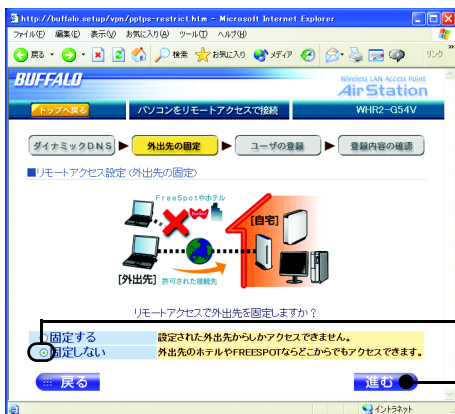 http://buffalo.setup/vpn/pptps-restrict.htm - Microsoft Internet Explorer
ファイル(F) 編集(E) 表示(V) お気に入り(A) ツール(T) ヘルプ(H)
戻る 検索 お気に入り メディア リンク »
BUFFALO
Wireless LAN Access Point
AirStation
トップへ戻る パソコンをリモートアクセスで接続 WHR2-G54V
ダイナミックDNS 外出先の固定 ユーザの登録 登録内容の確認
■リモートアクセス設定 (外出先の固定)
FreeSpotやホテル
[自宅]
[外出先] 許可された接続先
リモートアクセスで外出先を固定しますか？
固定する 設定された外出先からしかアクセスできません。
固定しない 外出先のホテルやFREESPOTならどこからでもアクセスできます。
戻る 進む
イントラネット